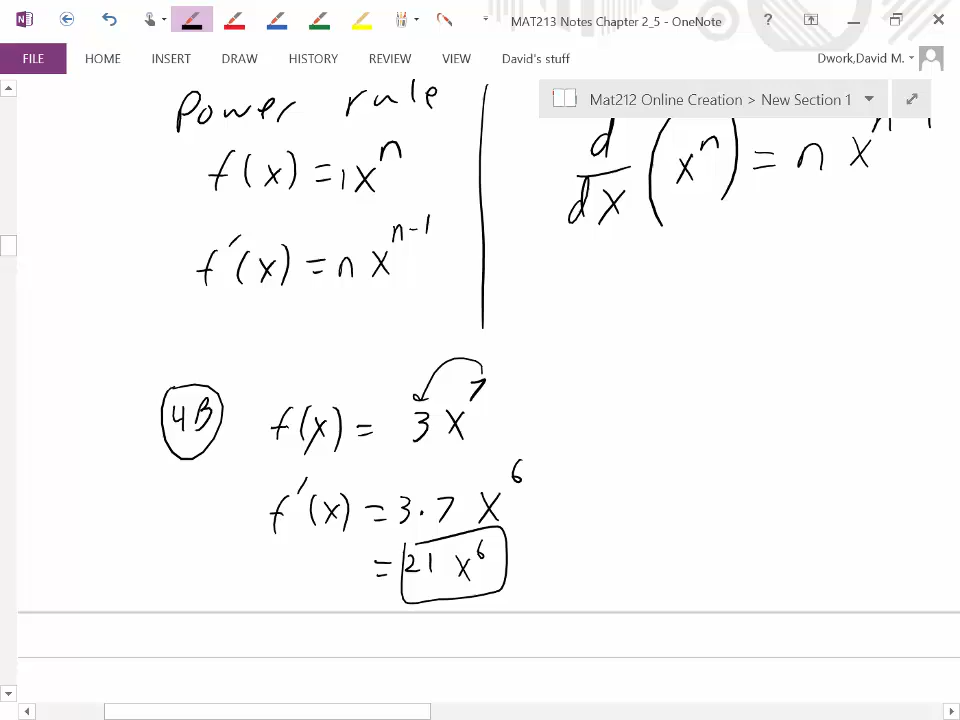 MAT213 Notes Chapter 2_5 - OneNote
FILE HOME INSERT DRAW HISTORY REVIEW VIEW David's stuff Dwork,David M.
Mat212 Online Creation > New Section 1
Power rule
f(x) = 1x^n
f'(x) = n x^{n-1}
d/dx (x^n) = n x^{n-1}
4B f(x) = 3x^7
f'(x) = 3·7 x^6
= 21 x^6